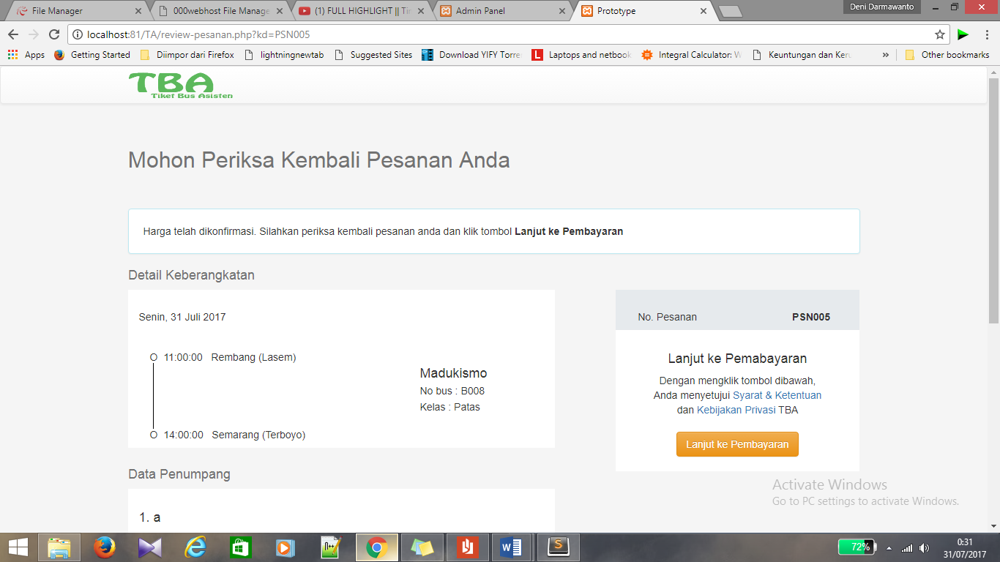 File Manager
000webhost File Manage
(1) FULL HIGHLIGHT || Tir
Admin Panel
Prototype
Deni Darmawanto
localhost:81/TA/review-pesanan.php?kd=PSN005
Apps
Getting Started
Diimpor dari Firefox
lightningnewtab
Suggested Sites
Download YIFY Torre
Laptops and netbook
Integral Calculator: W
Keuntungan dan Keru
»
Other bookmarks
TBA
Tiket Bus Asisten
Mohon Periksa Kembali Pesanan Anda
Harga telah dikonfirmasi. Silahkan periksa kembali pesanan anda dan klik tombol Lanjut ke Pembayaran
Detail Keberangkatan
Senin, 31 Juli 2017
11:00:00 Rembang (Lasem)
Madukismo
No bus : B008
Kelas : Patas
14:00:00 Semarang (Terboyo)
No. Pesanan PSN005
Lanjut ke Pemabayaran
Dengan mengklik tombol dibawah,
Anda menyetujui Syarat & Ketentuan
dan Kebijakan Privasi TBA
Lanjut ke Pembayaran
Data Penumpang
1. a
Activate Windows
Go to PC settings to activate Windows.
72%
0:31
31/07/2017